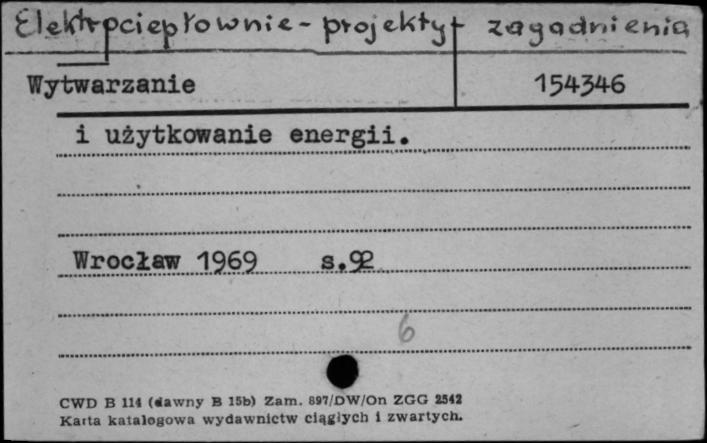 Elektrociepłownie - projekty + zagadnienia
Wytwarzanie 154346
i użytkowanie energii.
Wrocław 1969 s.92
6
CWD B 114 (dawny B 15b) Zam. 897/DW/On ZGG 2542
Karta katalogowa wydawnictw ciągłych i zwartych.